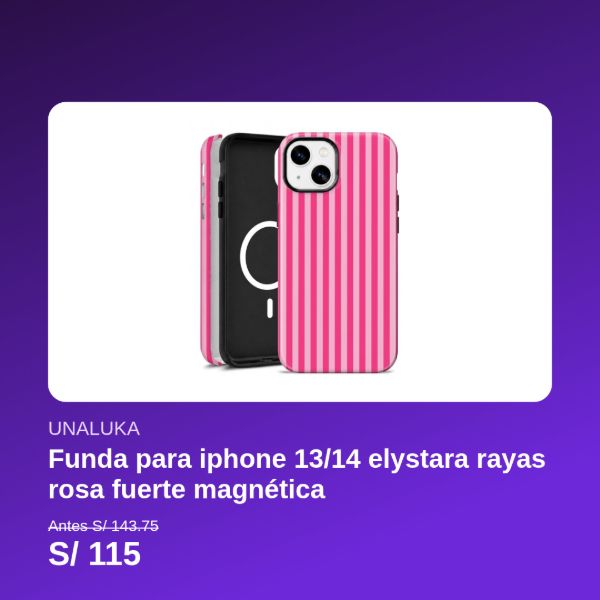 UNALUKA
Funda para iphone 13/14 elystara rayas
rosa fuerte magnética
Antes S/ 143.75
S/ 115